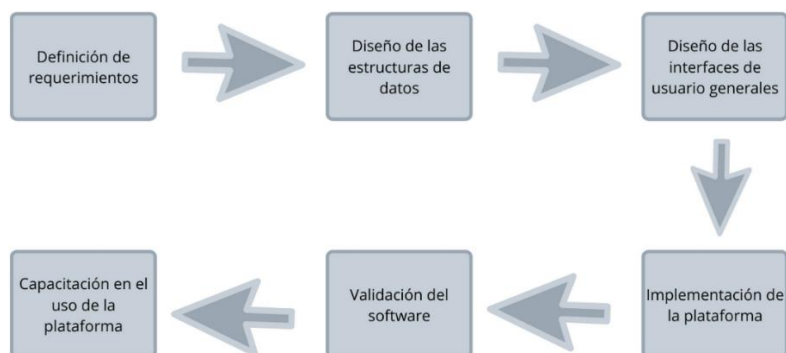 Definición de
requerimientos
Diseño de las
estructuras de
datos
Diseño de las
interfaces de
usuario generales
Implementación de
la plataforma
Validación del
software
Capacitación en el
uso de la
plataforma